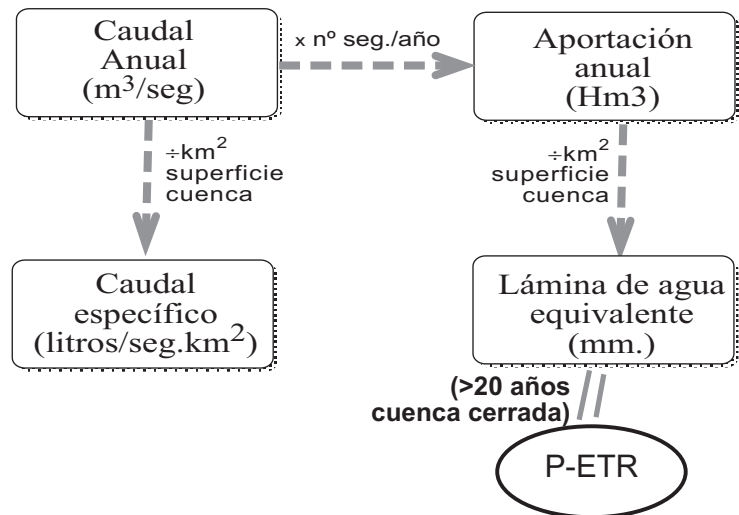 Caudal
Anual
(m³/seg)
x nº seg./año
Aportación
anual
(Hm3)
÷km²
superficie
cuenca
÷km²
superficie
cuenca
Caudal
específico
(litros/seg.km²)
Lámina de agua
equivalente
(mm.)
(>20 años
cuenca cerrada)
P-ETR